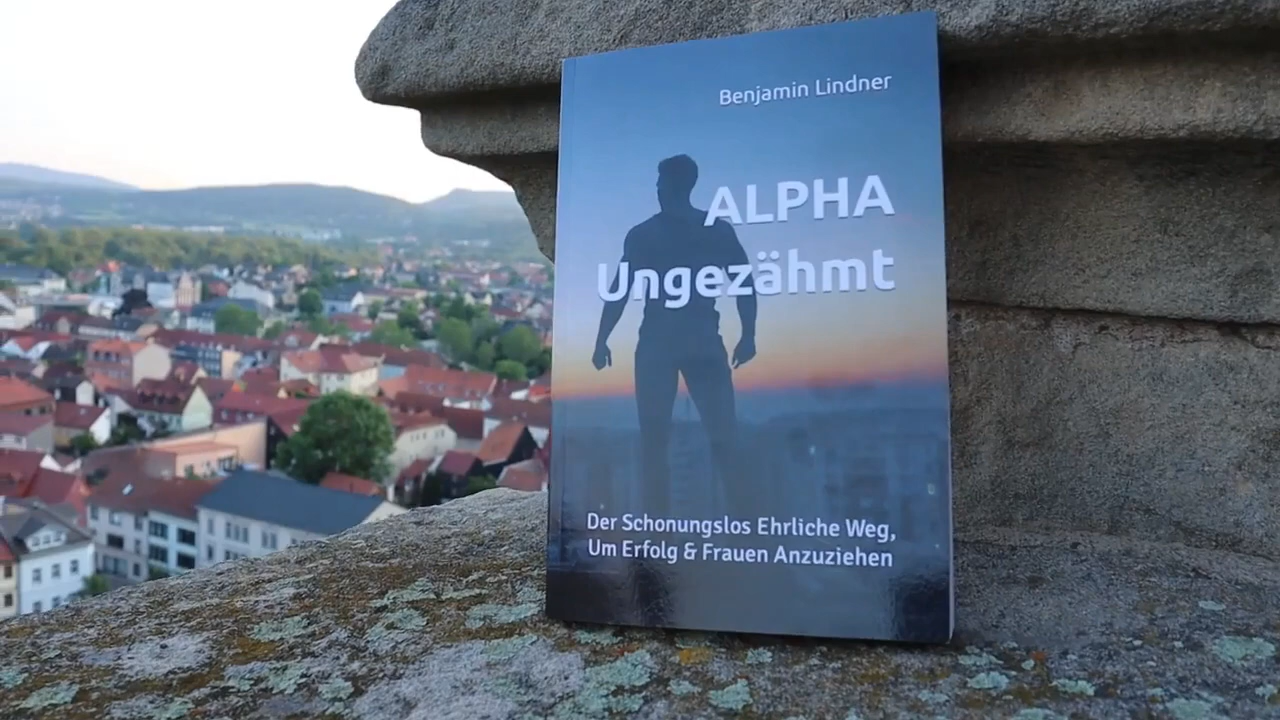 Benjamin Lindner
ALPHA
Ungezähmt
Der Schonungslos Ehrliche Weg,
Um Erfolg & Frauen Anzuziehen